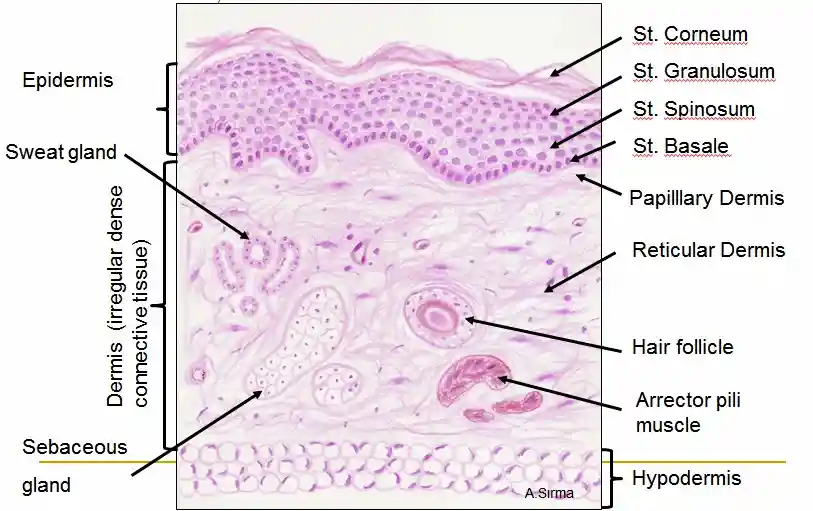 Epidermis
Sweat gland
Dermis (irregular dense
connective tissue)
Sebaceous
gland
St. Corneum
St. Granulosum
St. Spinosum
St. Basale
Papilllary Dermis
Reticular Dermis
Hair follicle
Arrector pili
muscle
Hypodermis
A.Sırma